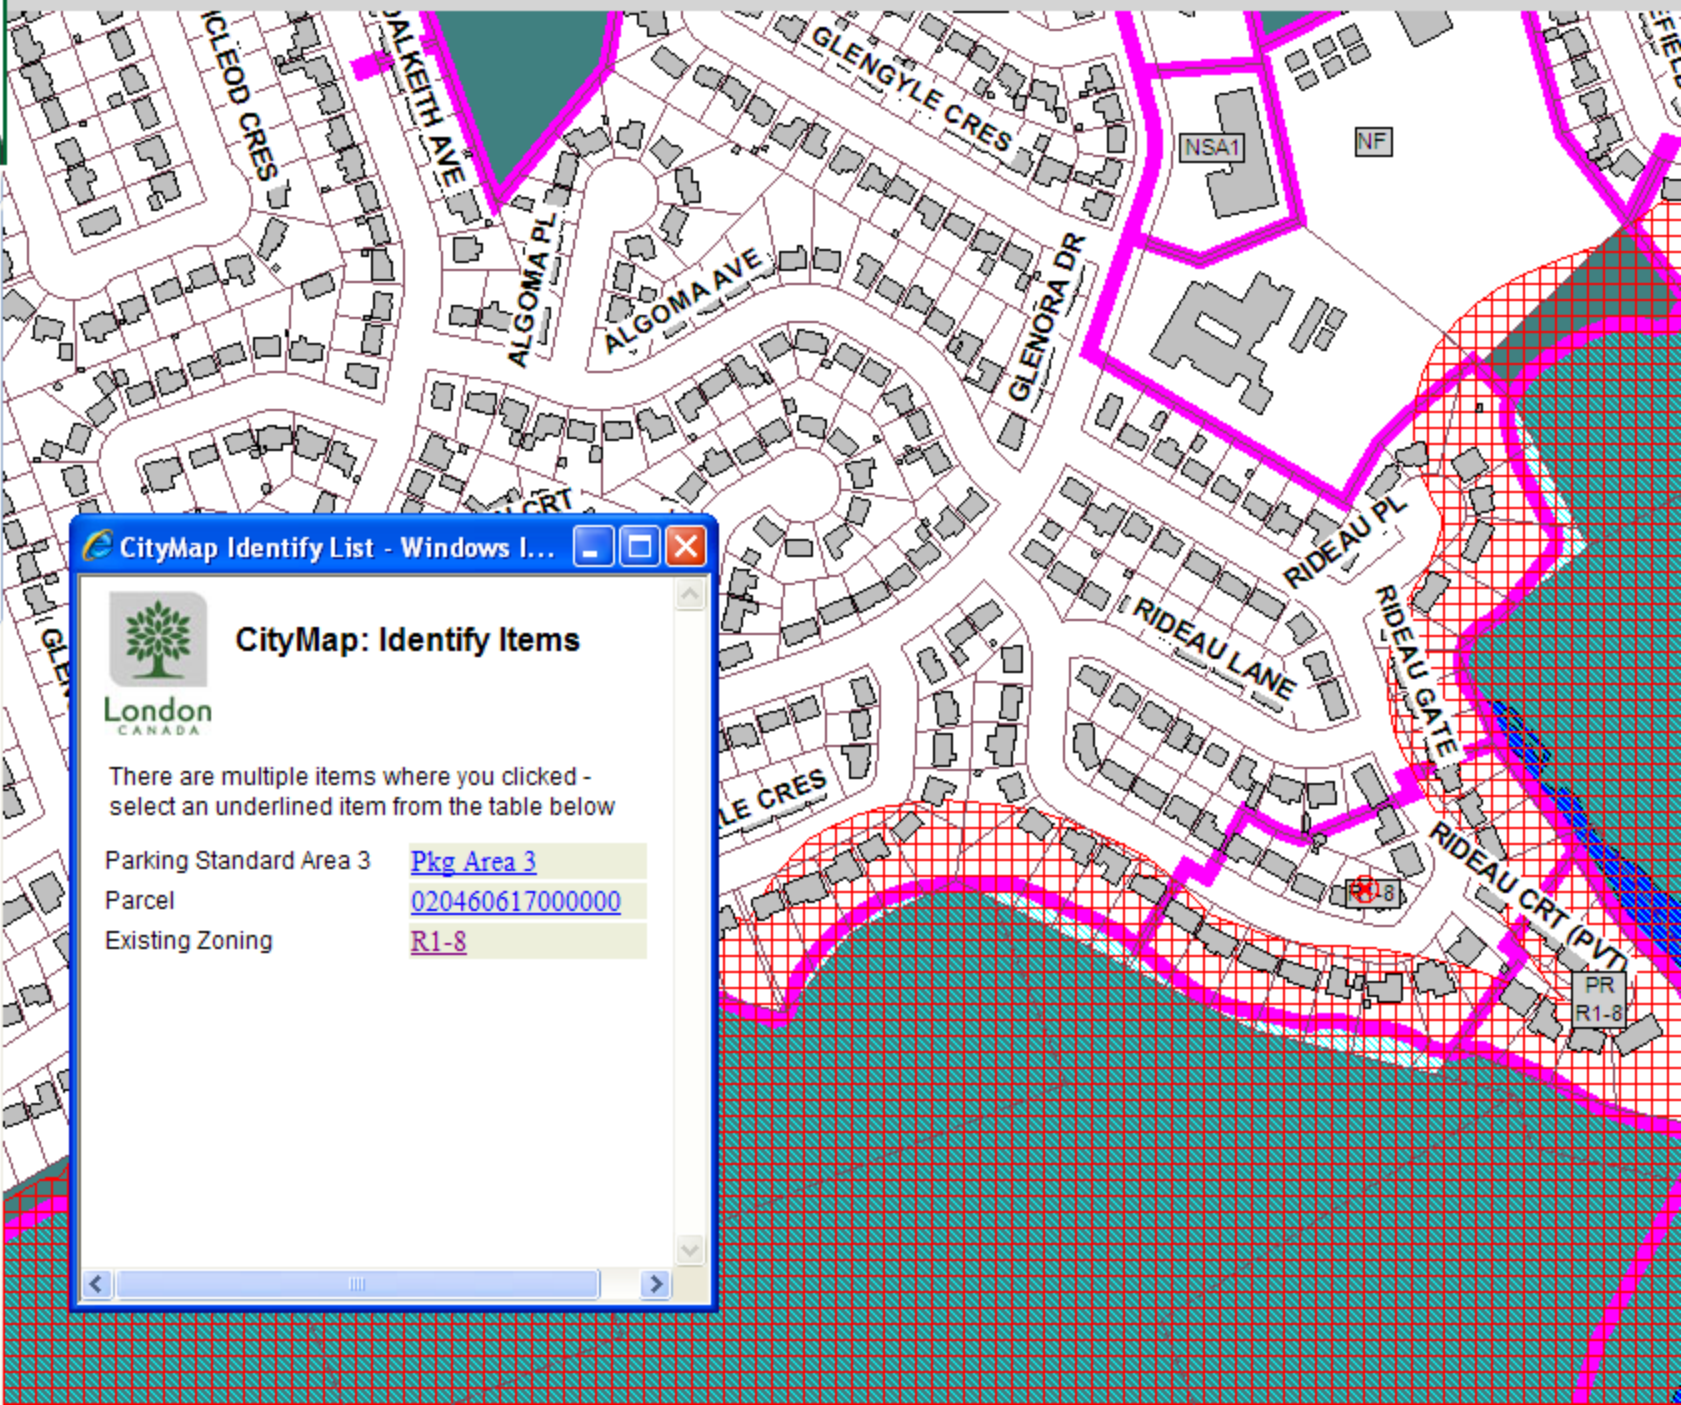 GLENGYLE CRES
DALKEITH AVE
NSA1
NF
ALGOMA PL
ALGOMA AVE
GLENORA DR
CRT
RIDEAU PL
CityMap Identify List - Windows I...
CityMap: Identify Items
London
CANADA
RIDEAU LANE
RIDEAU GATE
There are multiple items where you clicked -
select an underlined item from the table below
LE CRES
Parking Standard Area 3 Pkg Area 3
Parcel 020460617000000
Existing Zoning R1-8
RIDEAU CRT (PVT)
PR
R1-8